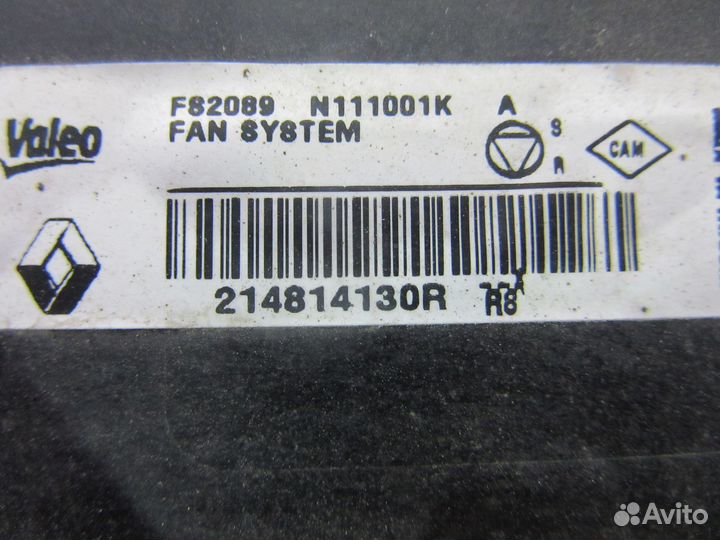 Valeo
F82089 N111001K
FAN SYSTEM
A
S
R
CAM
214814130R
R8
Avito